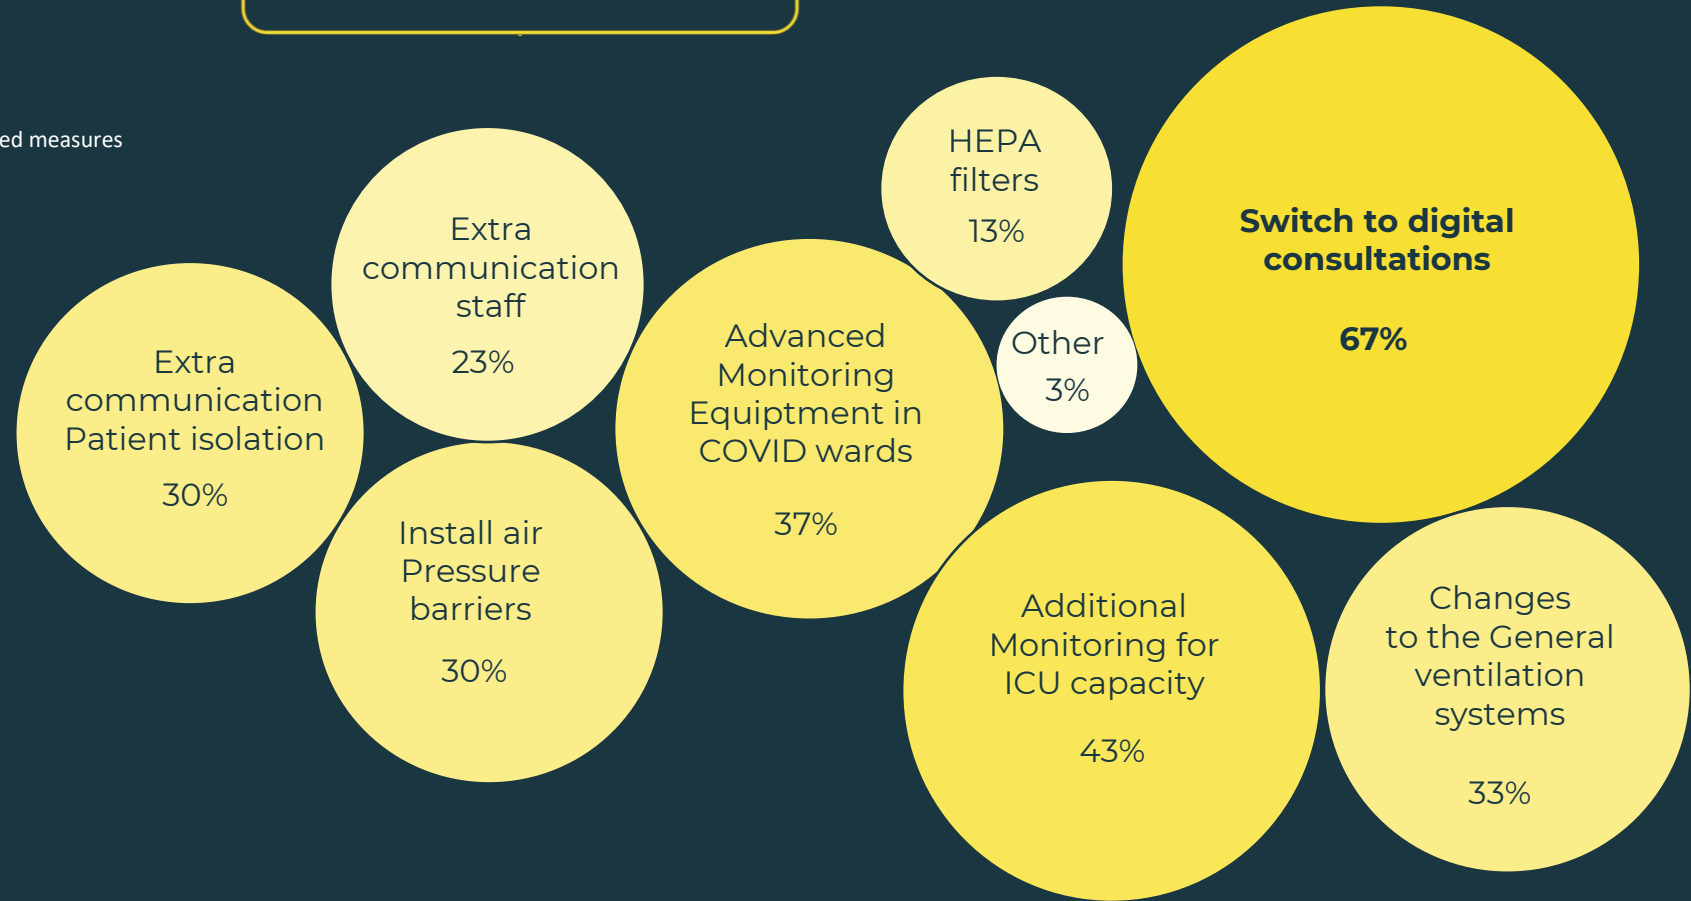 ed measures
Extra
communication
Patient isolation
30%
Extra
communication
staff
23%
Install air
Pressure
barriers
30%
Advanced
Monitoring
Equiptment in
COVID wards
37%
HEPA
filters
13%
Other
3%
Switch to digital
consultations
67%
Additional
Monitoring for
ICU capacity
43%
Changes
to the General
ventilation
systems
33%